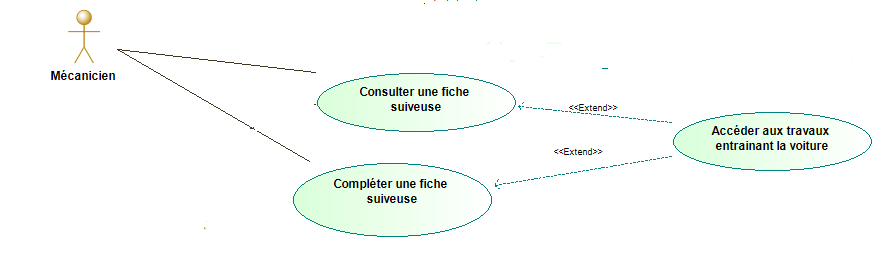 Mécanicien
Consulter une fiche
suiveuse
<<Extend>>
Accéder aux travaux
entrainant la voiture
<<Extend>>
Compléter une fiche
suiveuse